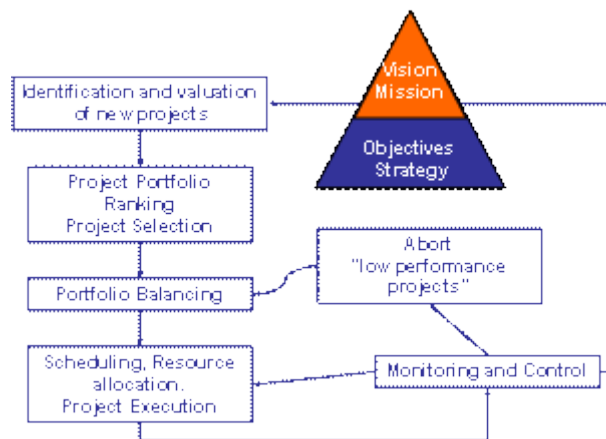 Vision
Mission
Objectives
Strategy
Identification and valuation
of new projects
Project Portfolio
Ranking
Project Selection
Abort
"low performance
projects"
Portfolio Balancing
Scheduling, Resource
allocation.
Project Execution
Monitoring and Control